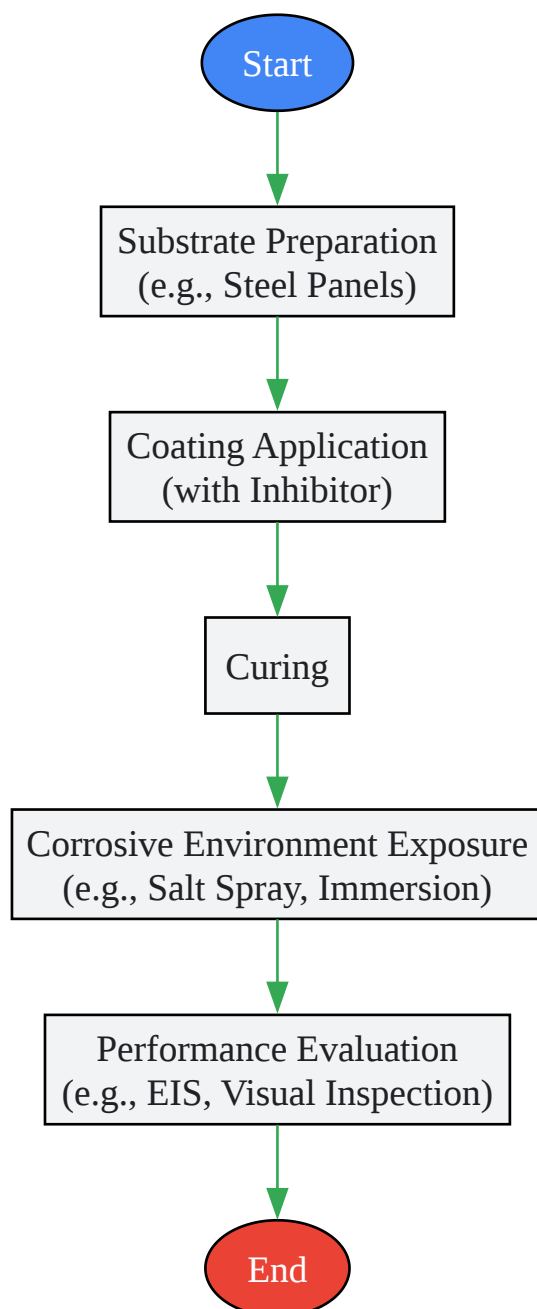 Start
Substrate Preparation
(e.g., Steel Panels)
Coating Application
(with Inhibitor)
Curing
Corrosive Environment Exposure
(e.g., Salt Spray, Immersion)
Performance Evaluation
(e.g., EIS, Visual Inspection)
End